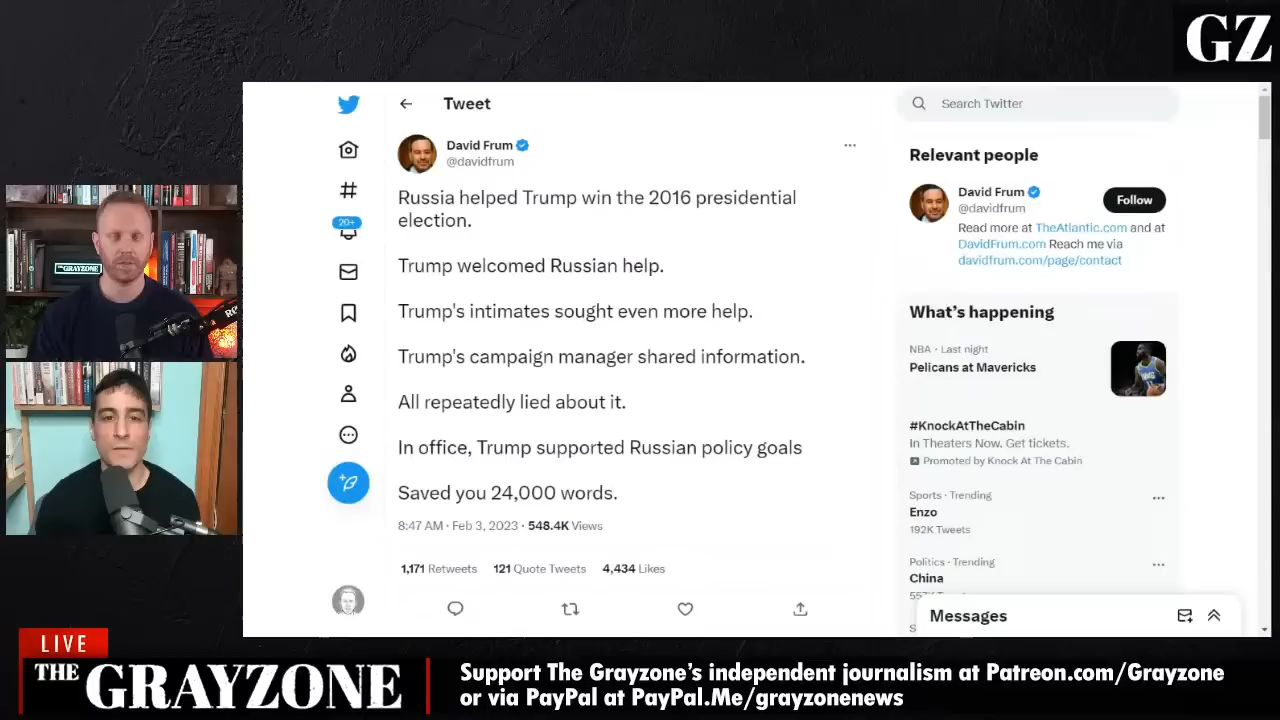 GZ
Tweet
Search Twitter
David Frum
@davidfrum
Russia helped Trump win the 2016 presidential
election.
Trump welcomed Russian help.
Trump's intimates sought even more help.
Trump's campaign manager shared information.
All repeatedly lied about it.
In office, Trump supported Russian policy goals
Saved you 24,000 words.
8:47 AM · Feb 3, 2023 · 548.4K Views
1,171 Retweets 121 Quote Tweets 4,434 Likes
20+
Relevant people
David Frum
@davidfrum
Follow
Read more at TheAtlantic.com and at
DavidFrum.com Reach me via
davidfrum.com/page/contact
What's happening
NBA · Last night
Pelicans at Mavericks
#KnockAtTheCabin
In Theaters Now. Get tickets.
Promoted by Knock At The Cabin
Sports · Trending
Enzo
192K Tweets
Politics · Trending
China
Messages
THE GRAYZONE
LIVE
THE GRAYZONE
Support The Grayzone's independent journalism at Patreon.com/Grayzone
or via PayPal at PayPal.Me/grayzonenews